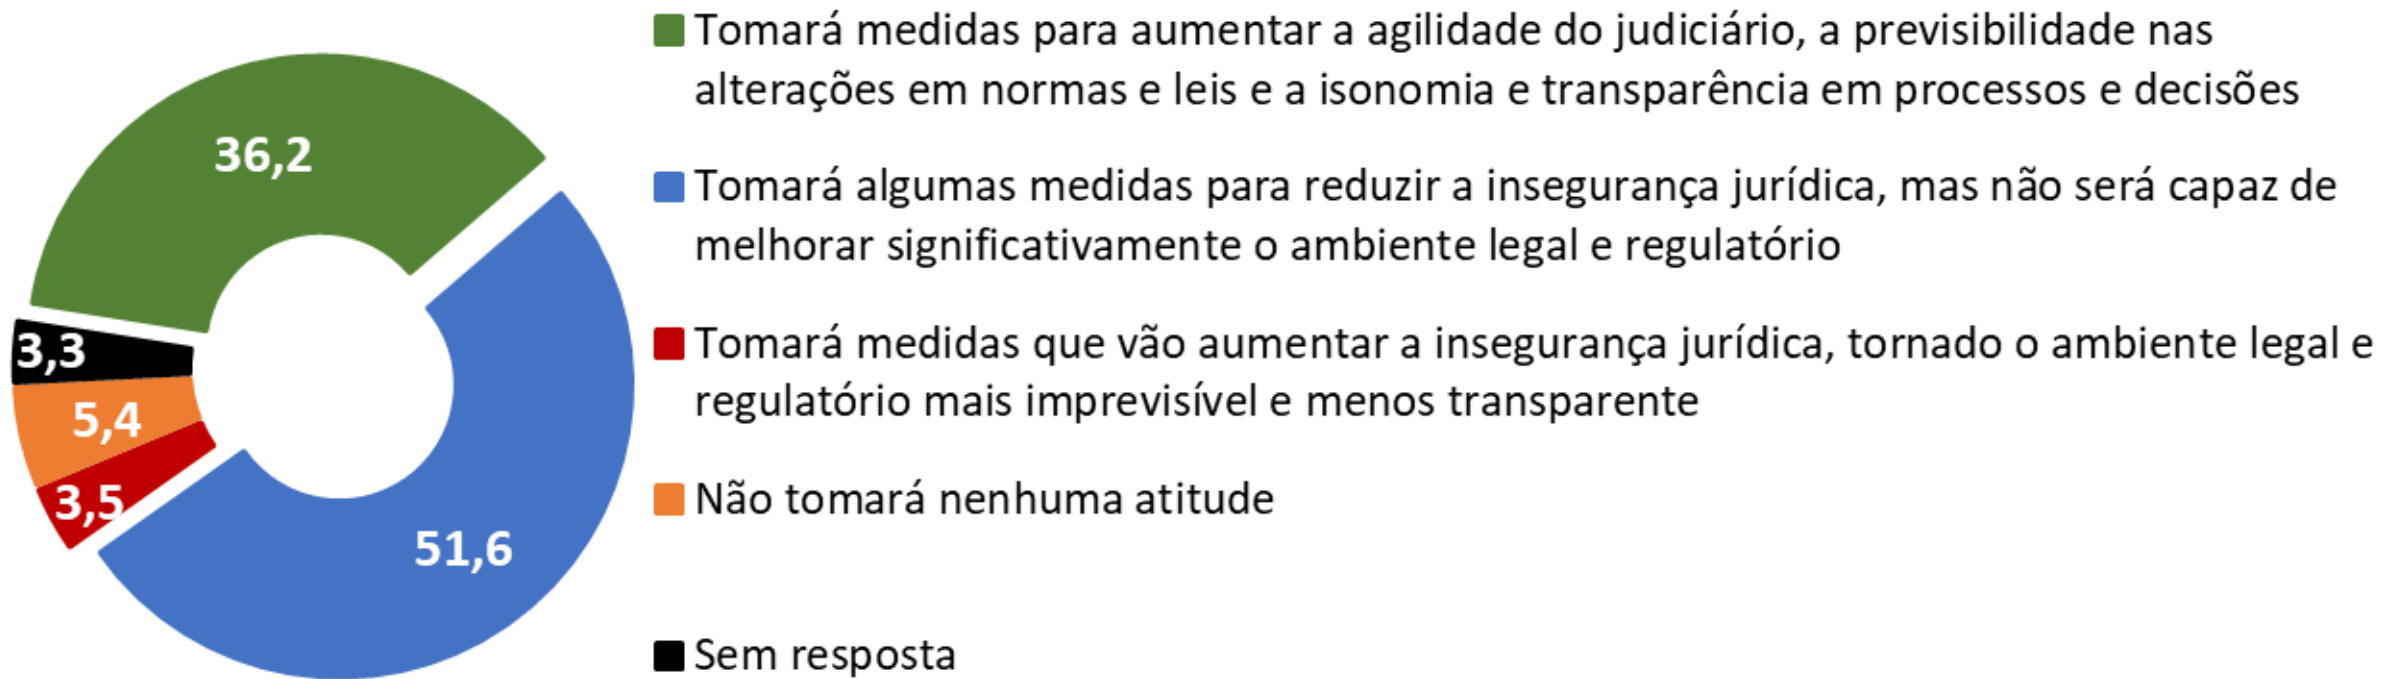 Tomará medidas para aumentar a agilidade do judiciário, a previsibilidade nas
alterações em normas e leis e a isonomia e transparência em processos e decisões
Tomará algumas medidas para reduzir a insegurança jurídica, mas não será capaz de
melhorar significativamente o ambiente legal e regulatório
Tomará medidas que vão aumentar a insegurança jurídica, tornado o ambiente legal e
regulatório mais imprevisível e menos transparente
Não tomará nenhuma atitude
Sem resposta
36,2
3,3
5,4
3,5
51,6